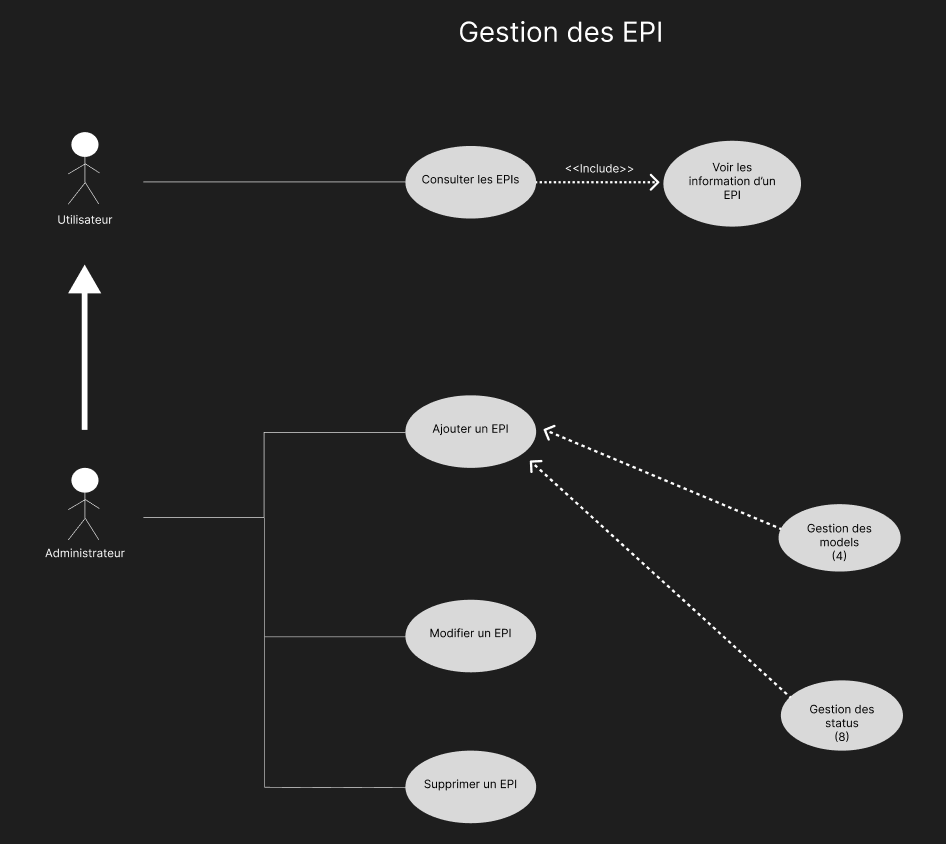 Gestion des EPI
Utilisateur
Consulter les EPIs
<<Include>>
Voir les
information d'un
EPI
Administrateur
Ajouter un EPI
Gestion des
models
(4)
Modifier un EPI
Gestion des
status
(8)
Supprimer un EPI